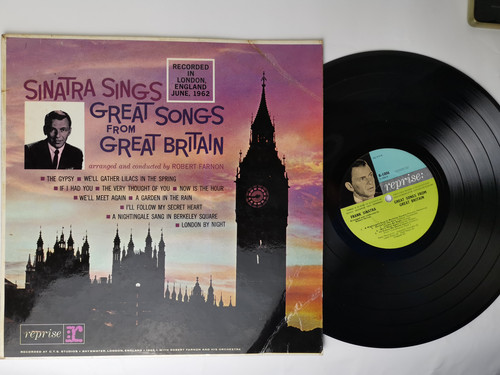 RECORDED
IN
LONDON,
ENGLAND
JUNE, 1962
SINATRA SINGS
GREAT SONGS
FROM
GREAT BRITAIN
arranged and conducted by ROBERT FARNON
■ THE GYPSY ■ WE'LL GATHER LILACS IN THE SPRING
■ IF I HAD YOU ■ THE VERY THOUGHT OF YOU ■ NOW IS THE HOUR
■ WE'LL MEET AGAIN ■ A GARDEN IN THE RAIN
■ I'LL FOLLOW MY SECRET HEART
■ A NIGHTINGALE SANG IN BERKELEY SQUARE
■ LONDON BY NIGHT
reprise r
reprise:
FRANK SINATRA
GREAT SONGS FROM
GREAT BRITAIN